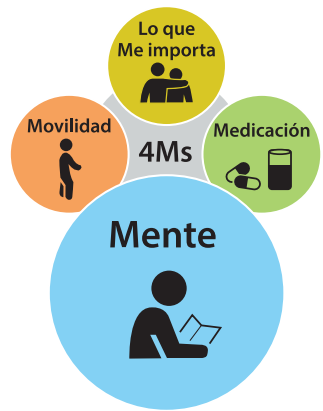 Lo que
Me importa
Movilidad
4Ms
Medicación
Mente